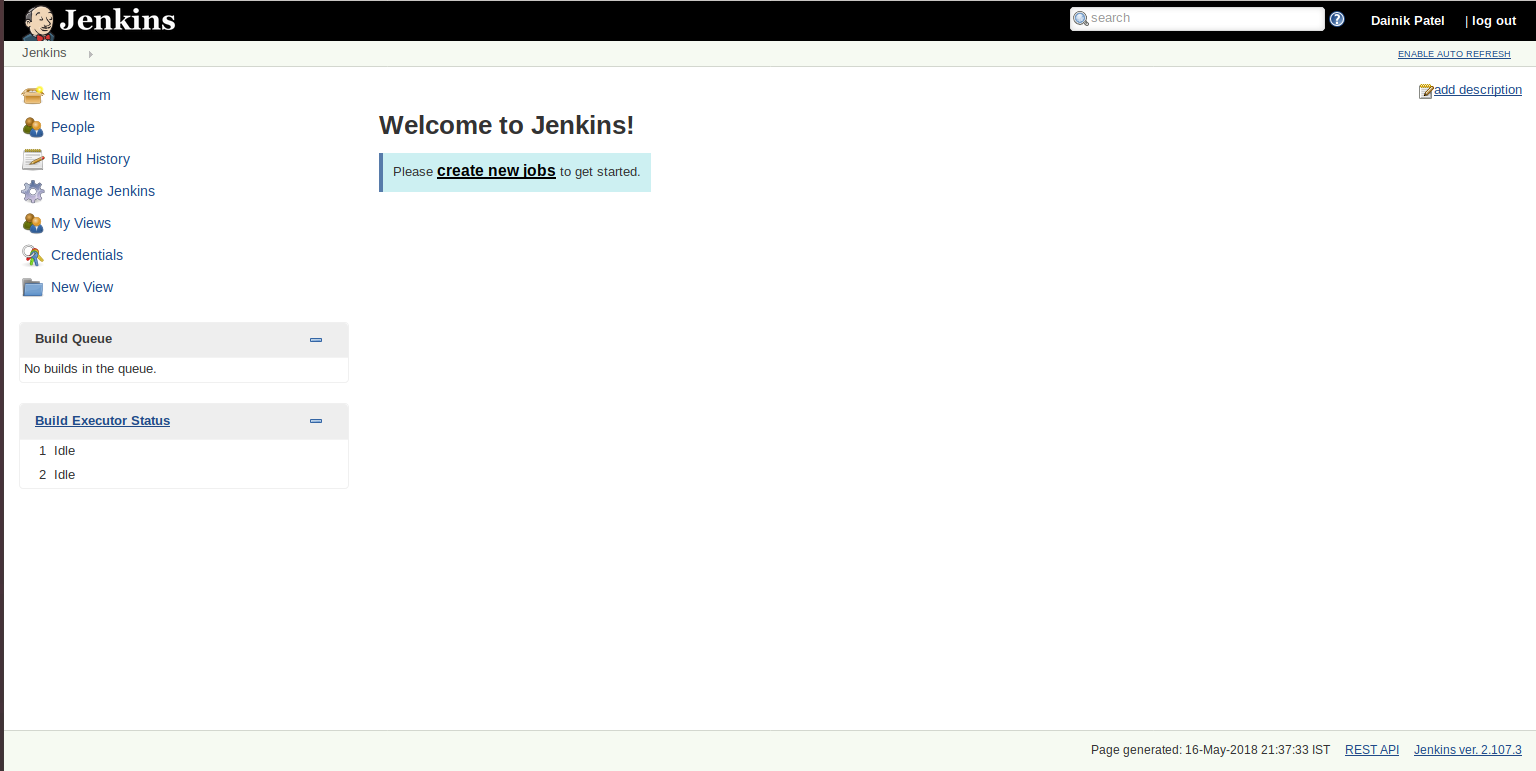 Jenkins
search
Dainik Patel | log out
Jenkins
ENABLE AUTO REFRESH
add description
New Item
People
Build History
Manage Jenkins
My Views
Credentials
New View
Build Queue
No builds in the queue.
Build Executor Status
1 Idle
2 Idle
Welcome to Jenkins!
Please create new jobs to get started.
Page generated: 16-May-2018 21:37:33 IST REST API Jenkins ver. 2.107.3